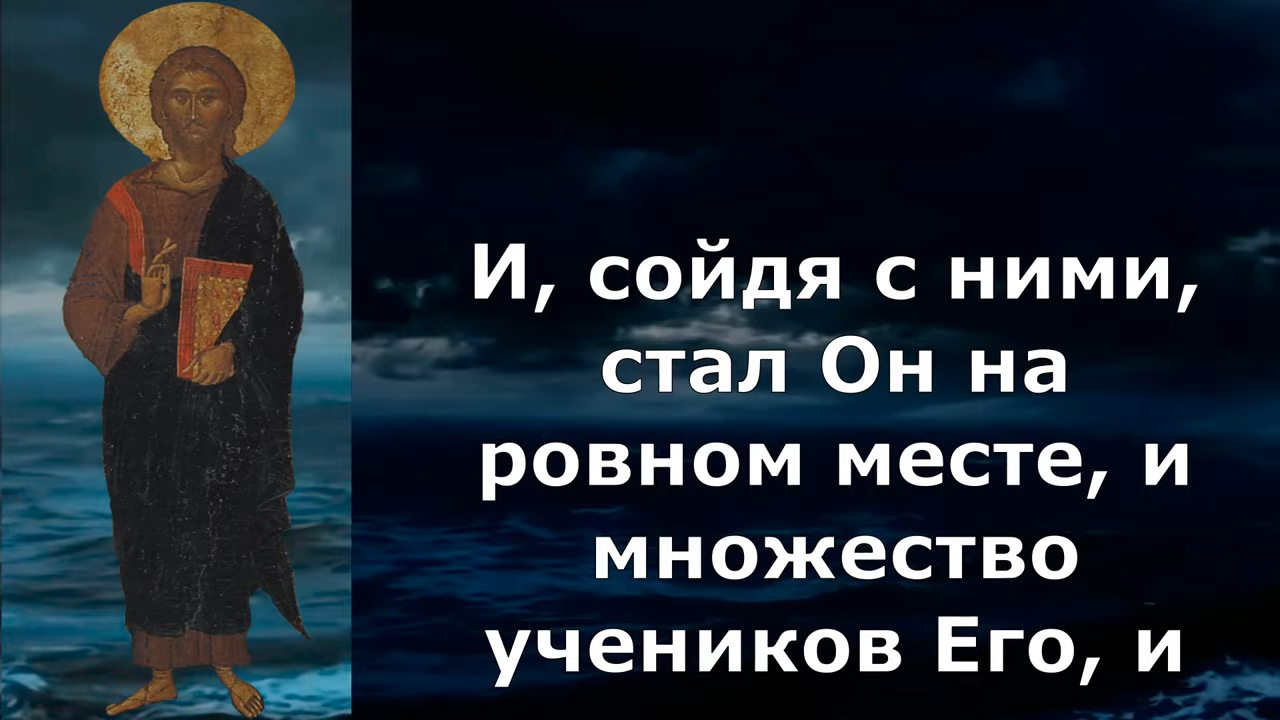 И, сойдя с ними,
стал Он на
ровном месте, и
множество
учеников Его, и